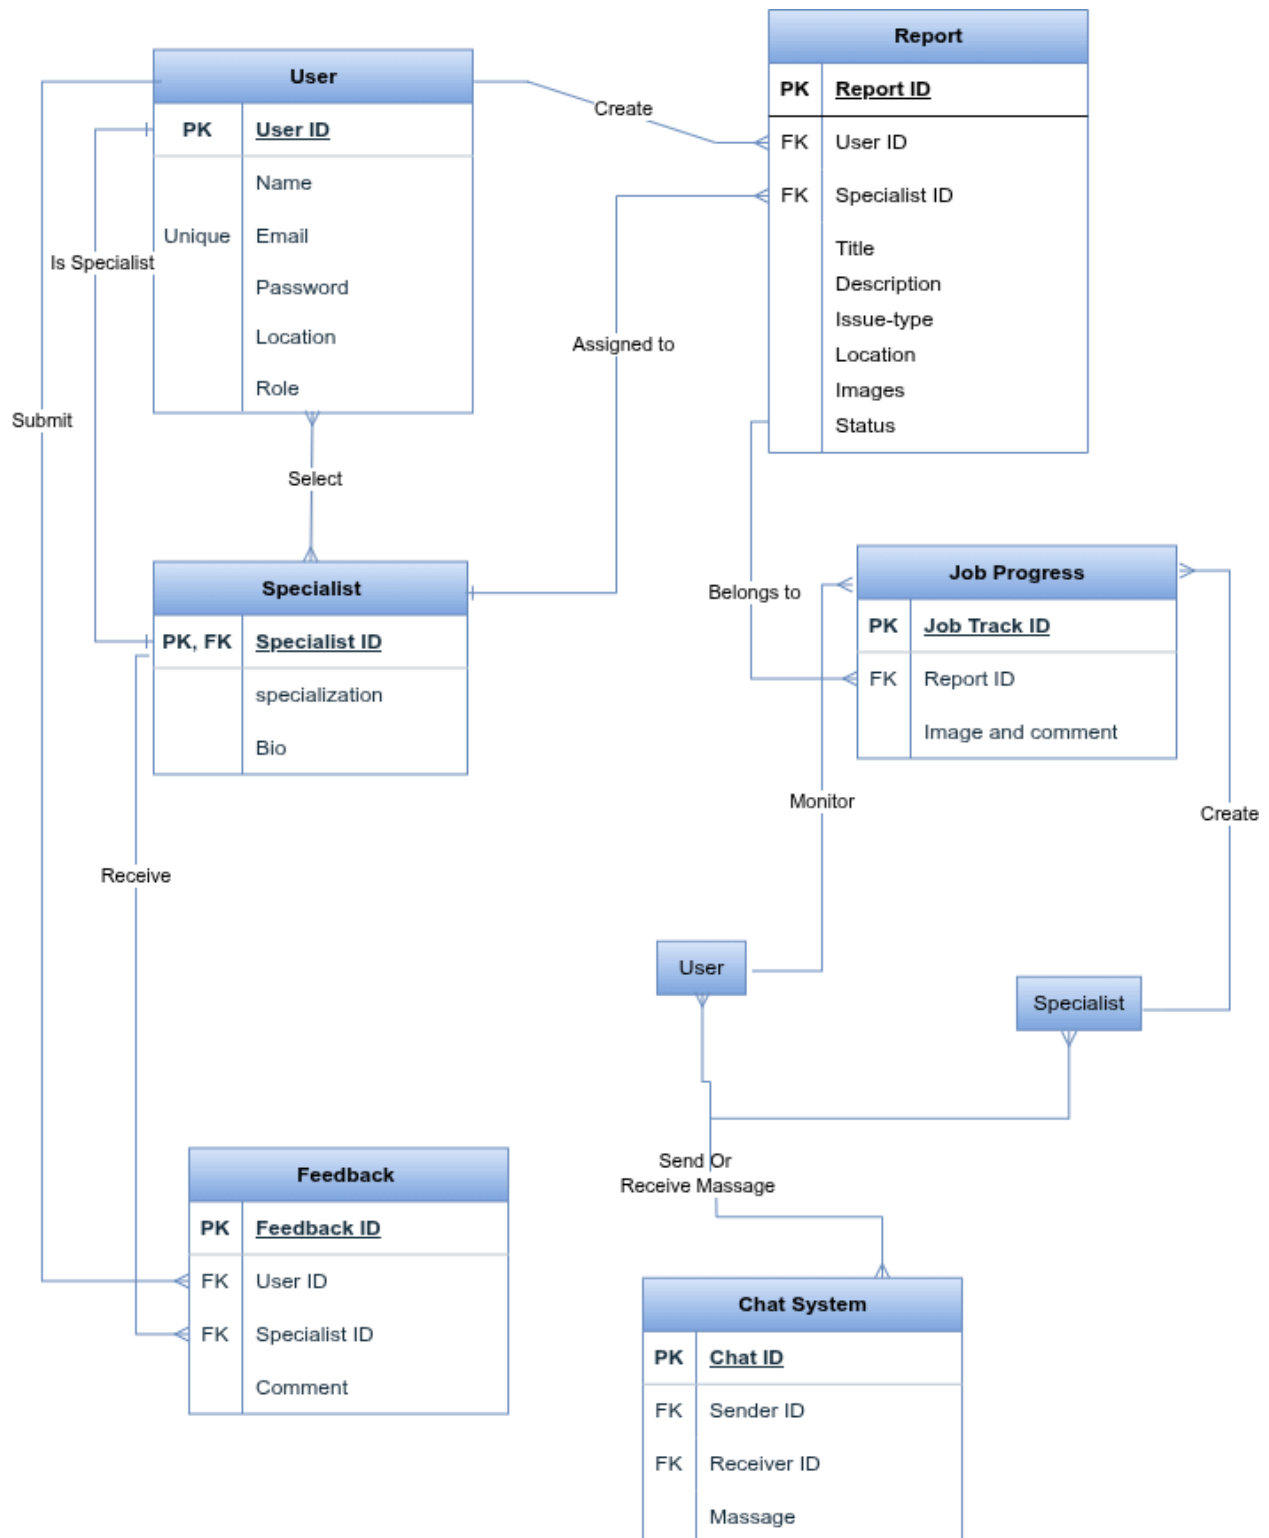 Report
PK Report ID
FK User ID
FK Specialist ID
Title
Description
Issue-type
Location
Images
Status
User
PK User ID
Name
Unique Email
Password
Location
Role
Create
Is Specialist
Assigned to
Submit
Select
Specialist
PK, FK Specialist ID
specialization
Bio
Belongs to
Job Progress
PK Job Track ID
FK Report ID
Image and comment
Monitor
Create
Receive
User
Specialist
Send Or
Receive Massage
Feedback
PK Feedback ID
FK User ID
FK Specialist ID
Comment
Chat System
PK Chat ID
FK Sender ID
FK Receiver ID
Massage